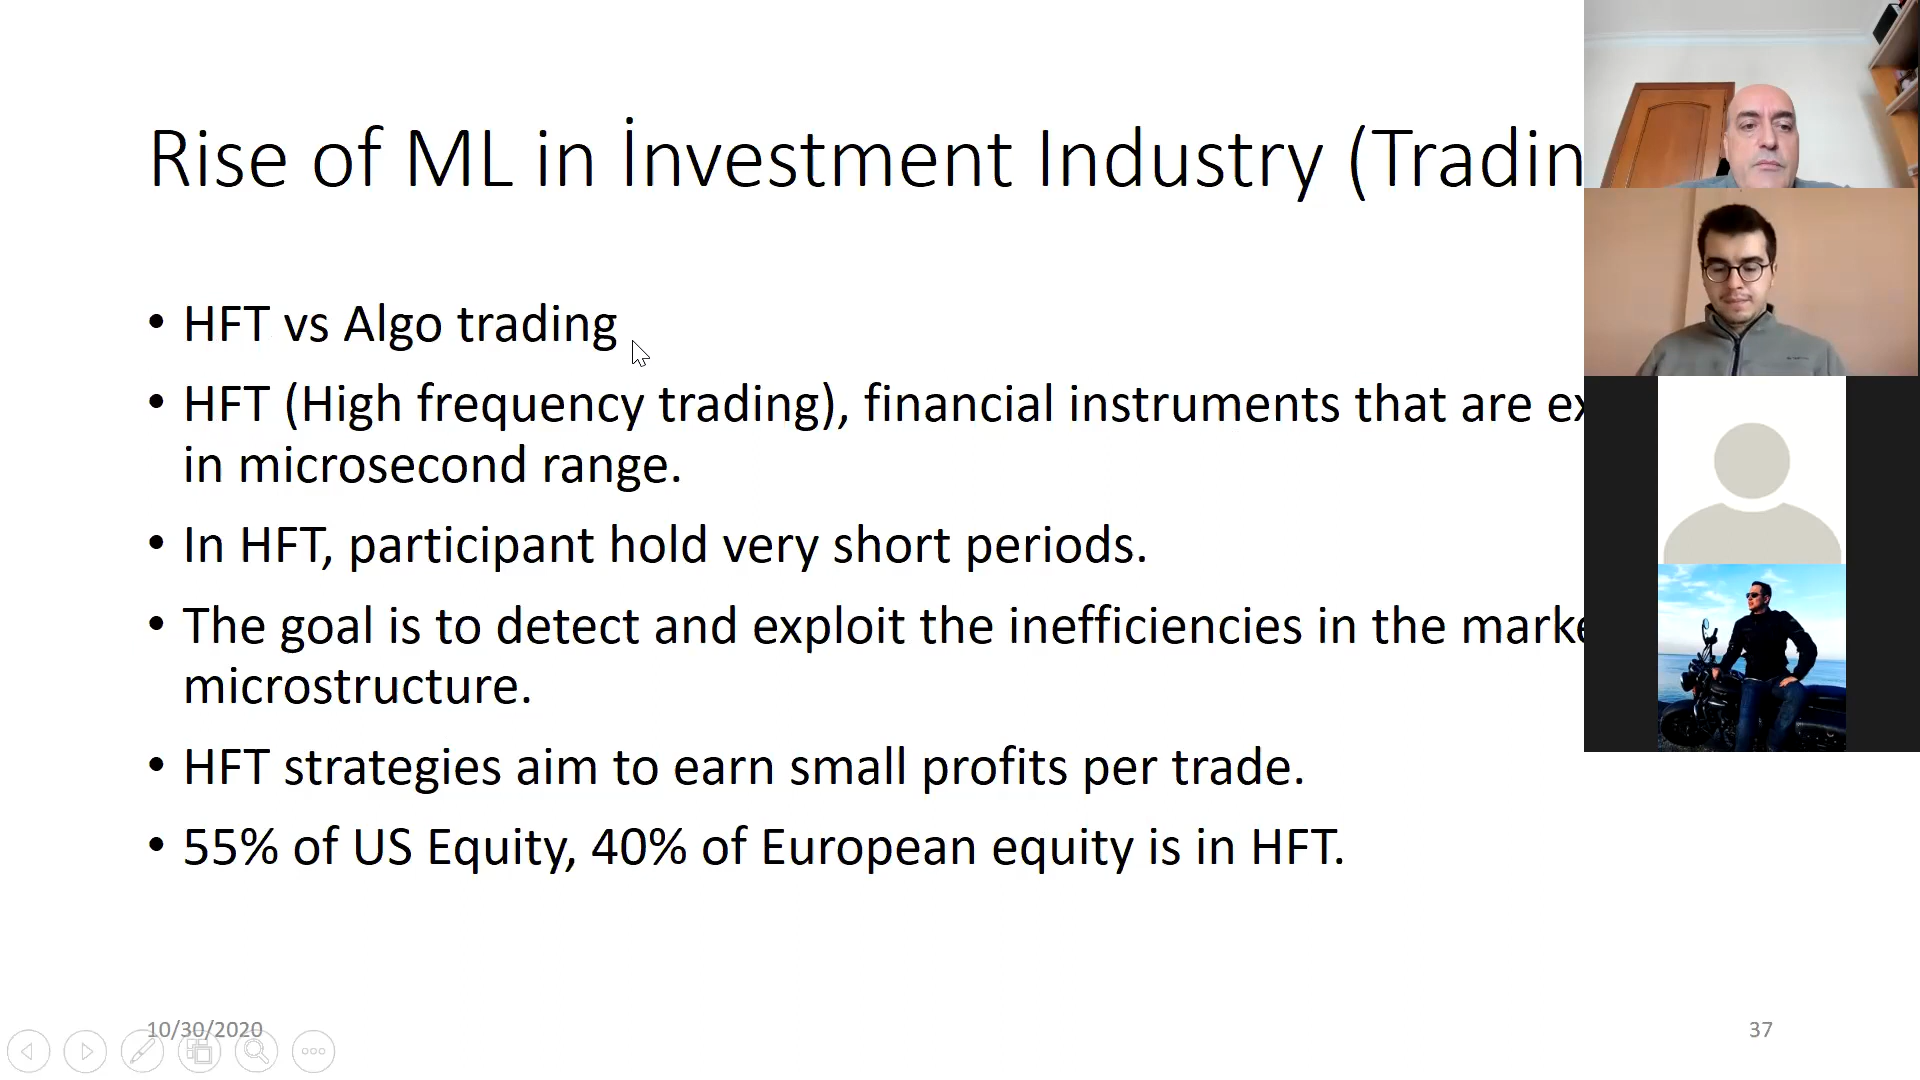 Rise of ML in İnvestment Industry (Tradin
• HFT vs Algo trading
• HFT (High frequency trading), financial instruments that are
in microsecond range.
• In HFT, participant hold very short periods.
• The goal is to detect and exploit the inefficiencies in the
microstructure.
• HFT strategies aim to earn small profits per trade.
• 55% of US Equity, 40% of European equity is in HFT.
10/30/2020
37